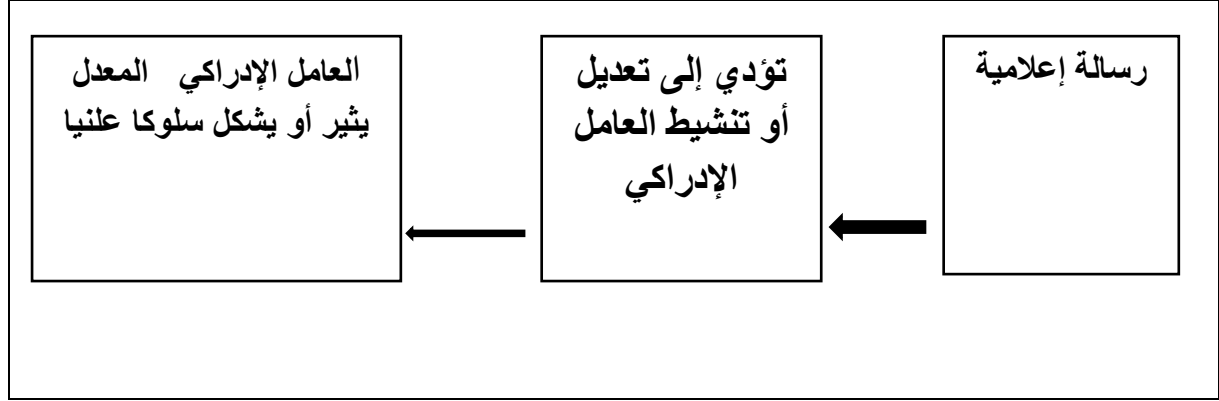 رسالة إعلامية
تؤدي إلى تعديل
أو تنشيط العامل
الإدراكي
العامل الإدراكي المعدل
يثير أو يشكل سلوكا علنيا